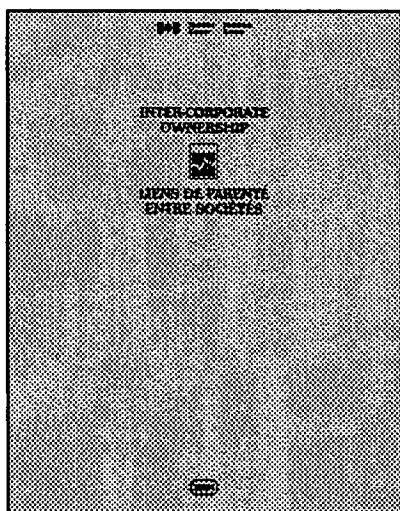 INTER-CORPORATE
OWNERSHIP
LIENS DE PARENTÉ
ENTRE SOCIÉTÉS